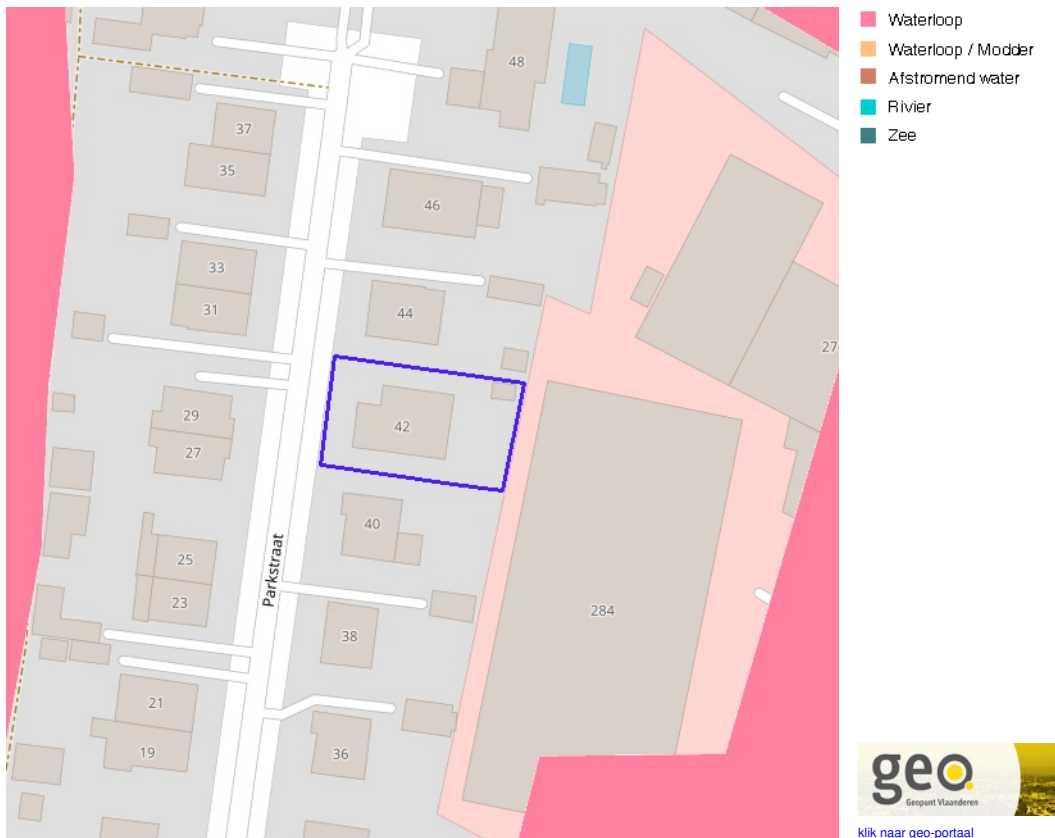 Waterloop
Waterloop / Modder
Afstromend water
Rivier
Zee
48
37
35
46
33
31
44
27
29
27
42
40
25
23
Parkstraat
284
38
21
19
36
geo
Geopunt Vlaanderen
klik naar geo-portaal